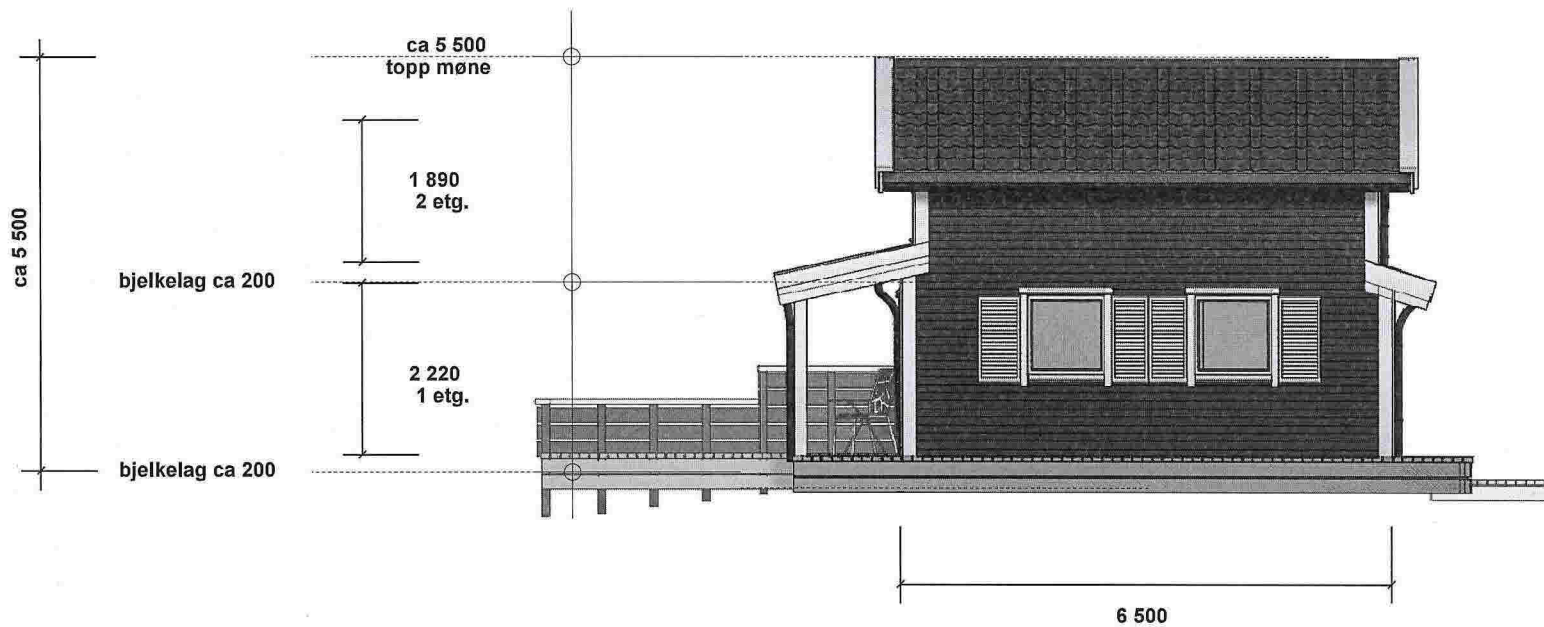 ca 5 500
topp møne
1 890
2 etg.
ca 5 500
bjelkelag ca 200
2 220
1 etg.
bjelkelag ca 200
6 500